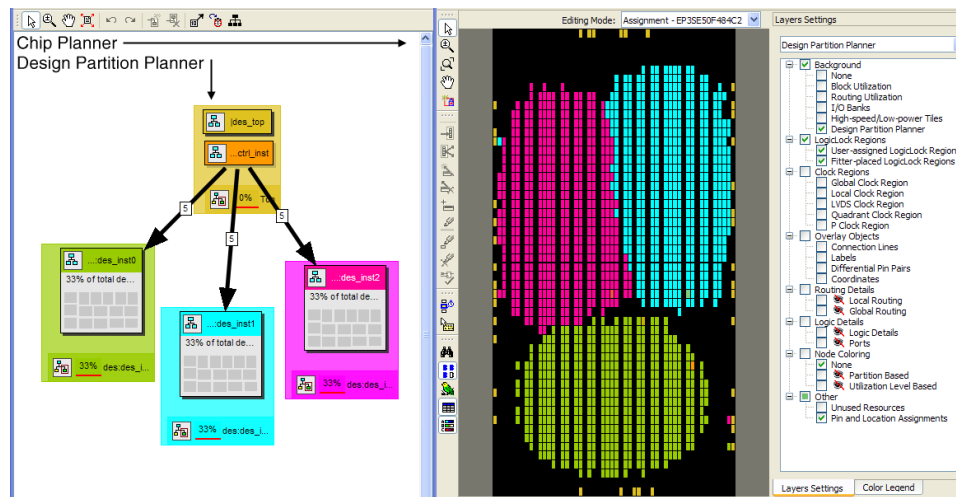 Chip Planner
Design Partition Planner
|des_top
...ctrl_inst
0%
5
5
5
...:des_inst0
33% of total de...
33% des:des_i...
...:des_inst1
33% of total de...
33% des:des_i...
...:des_inst2
33% of total de...
33% des:des_i...
Editing Mode: Assignment - EP3SE50F484C2
Layers Settings
Design Partition Planner
Background
None
Block Utilization
Routing Utilization
I/O Banks
High-speed/Low-power Tiles
Design Partition Planner
LogicLock Regions
User-assigned LogicLock Region
Fitter-placed LogicLock Regions
Clock Regions
Global Clock Region
Local Clock Region
LVDS Clock Region
Quadrant Clock Region
P Clock Region
Overlay Objects
Connection Lines
Labels
Differential Pin Pairs
Coordinates
Routing Details
Local Routing
Global Routing
Logic Details
Logic Details
Ports
Node Coloring
None
Partition Based
Utilization Level Based
Other
Unused Resources
Pin and Location Assignments
Layers Settings Color Legend